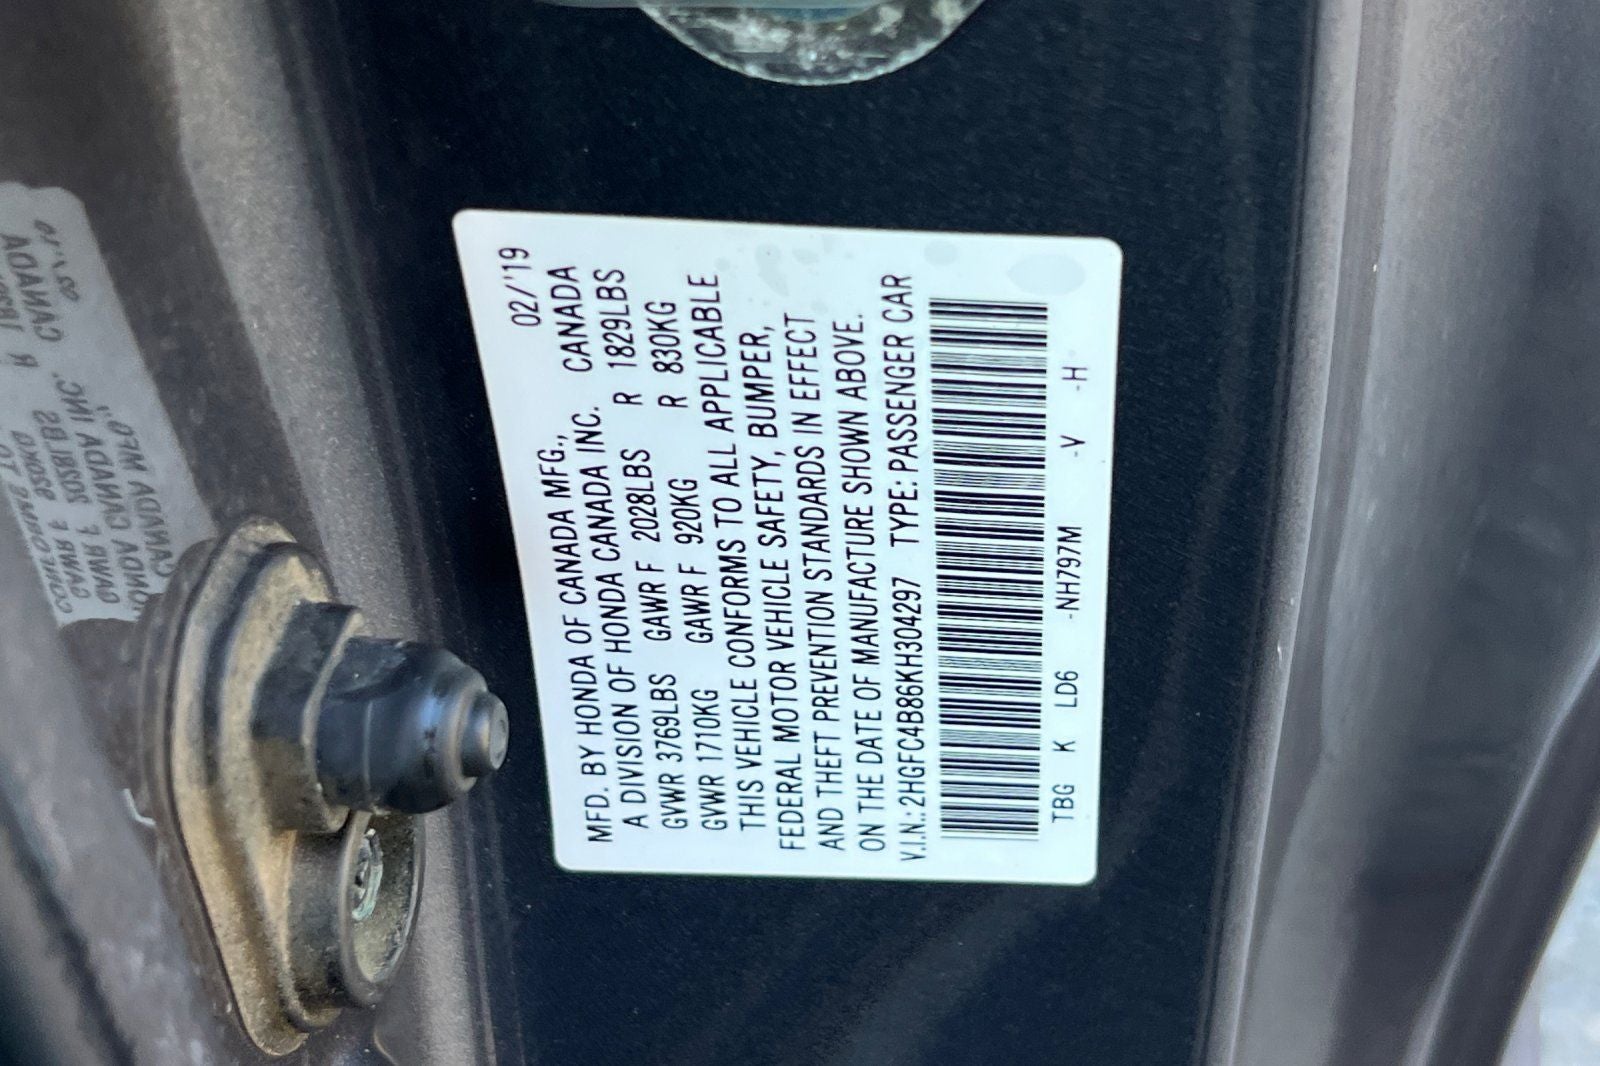 02/'19
MFD. BY HONDA OF CANADA MFG., CANADA
A DIVISION OF HONDA CANADA INC.
GVWR 3769LBS GAWR F 2028LBS R 1829LBS
GVWR 1710KG GAWR F 920KG R 830KG
THIS VEHICLE CONFORMS TO ALL APPLICABLE
FEDERAL MOTOR VEHICLE SAFETY, BUMPER,
AND THEFT PREVENTION STANDARDS IN EFFECT
ON THE DATE OF MANUFACTURE SHOWN ABOVE.
V.I.N.: 2HGFC4B86KH304297 TYPE: PASSENGER CAR
TBG K LD6 -NH797M -V -H